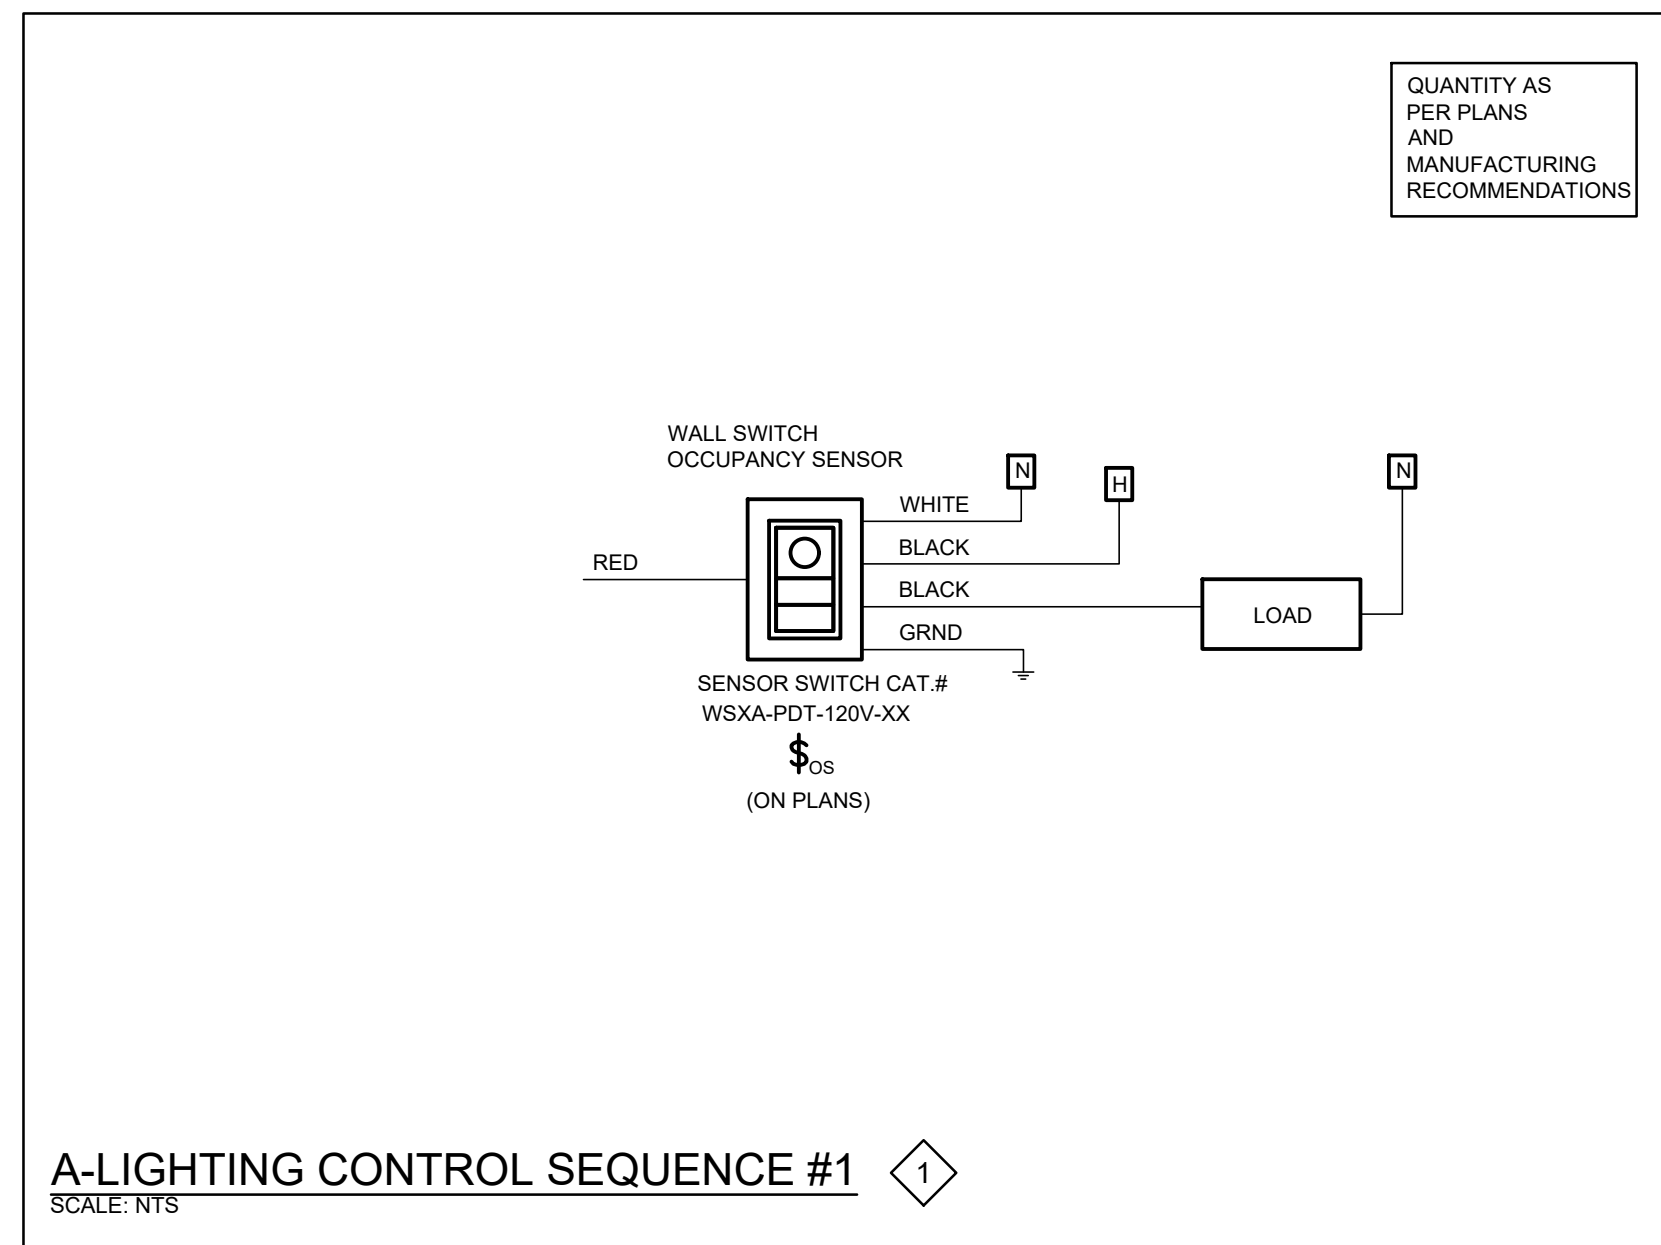 QUANTITY AS
PER PLANS
AND
MANUFACTURING
RECOMMENDATIONS
WALL SWITCH
OCCUPANCY SENSOR
N
H
N
WHITE
BLACK
RED
BLACK
LOAD
GRND
SENSOR SWITCH CAT.#
WSXA-PDT-120V-XX
$OS
(ON PLANS)
A-LIGHTING CONTROL SEQUENCE #1
1
SCALE: NTS